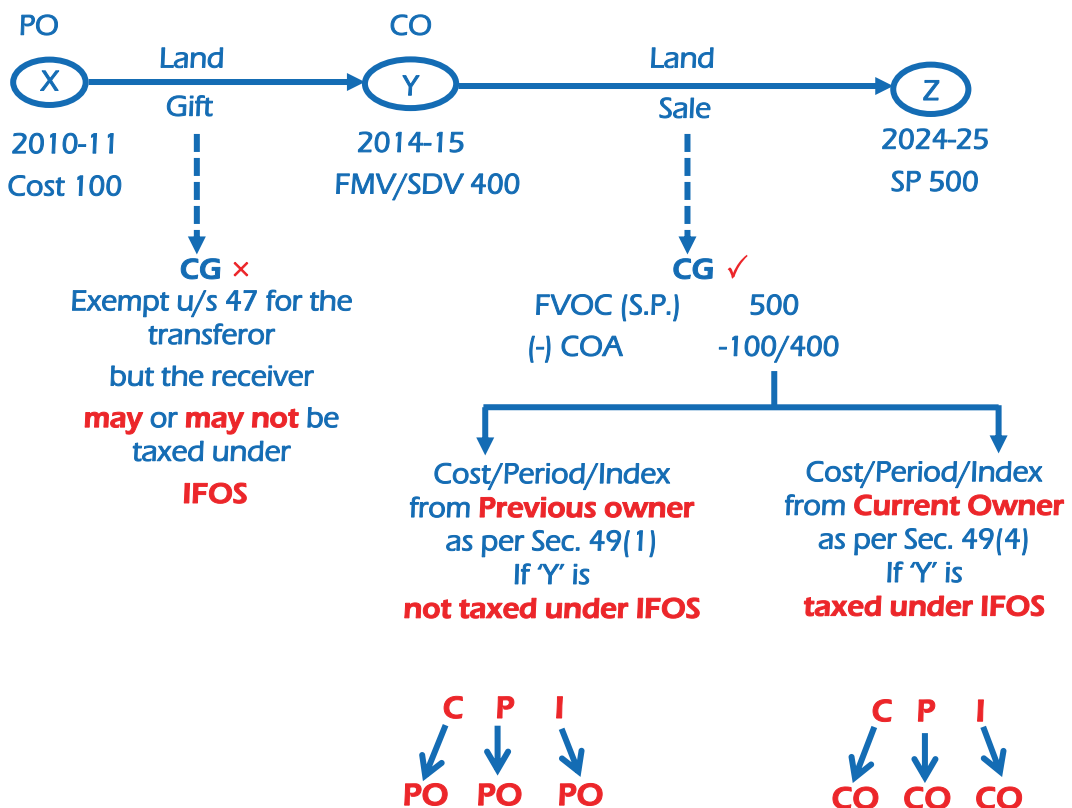 PO
CO
X
Land
Y
Land
Z
Gift
Sale
2010-11
2014-15
2024-25
Cost 100
FMV/SDV 400
SP 500
CG ×
Exempt u/s 47 for the
transferor
but the receiver
may or may not be
taxed under
IFOS
CG ✓
FVOC (S.P.) 500
(-) COA -100/400
Cost/Period/Index
from Previous owner
as per Sec. 49(1)
If ‘Y’ is
not taxed under IFOS
Cost/Period/Index
from Current Owner
as per Sec. 49(4)
If ‘Y’ is
taxed under IFOS
C P I
PO PO PO
C P I
CO CO CO